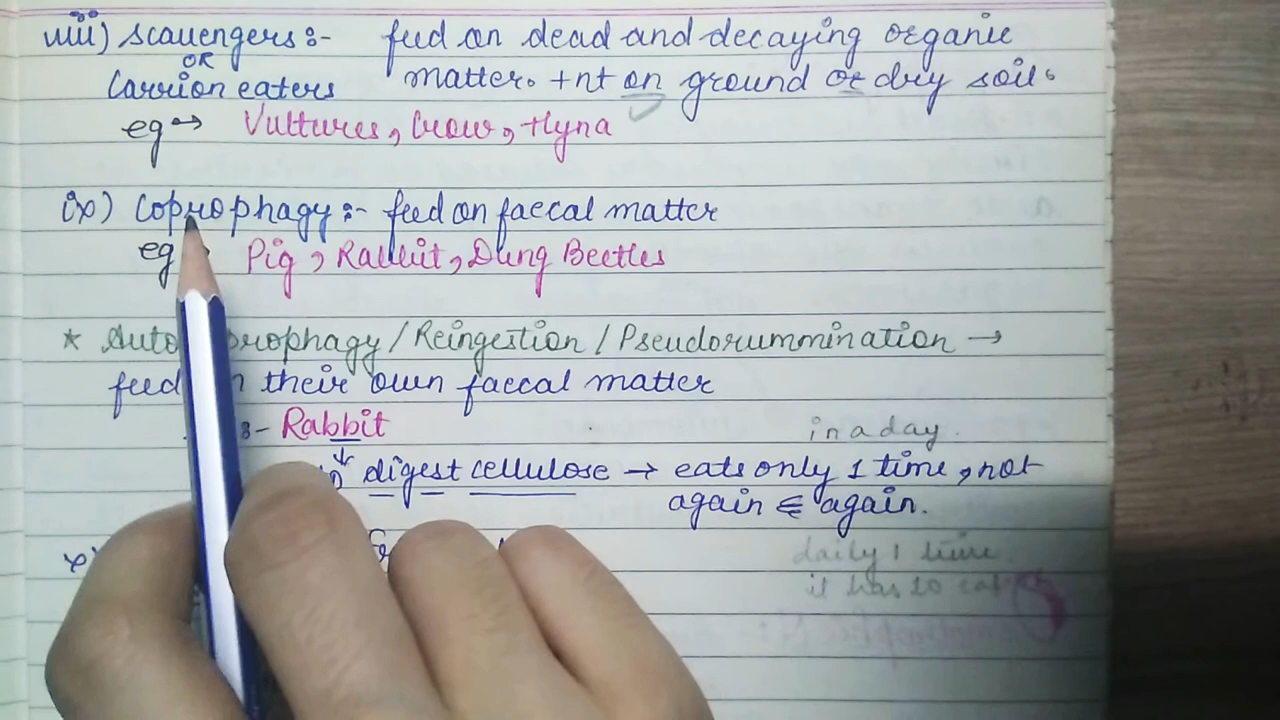 viii) Scavengers :- feed on dead and decaying organic
OR
Carrion eaters matter. +nt on ground or dry soil.
eg → Vultures, Crow, Hyna
ix) Coprophagy :- feed on faecal matter
eg Pig, Rabbit, Dung Beetles
* Auto prophagy / Reingestion / Pseudorummination →
feed their own faecal matter
:- Rabbit in a day.
↓ digest cellulose → eats only 1 time, not
again & again.
daily 1 time
it has to eat